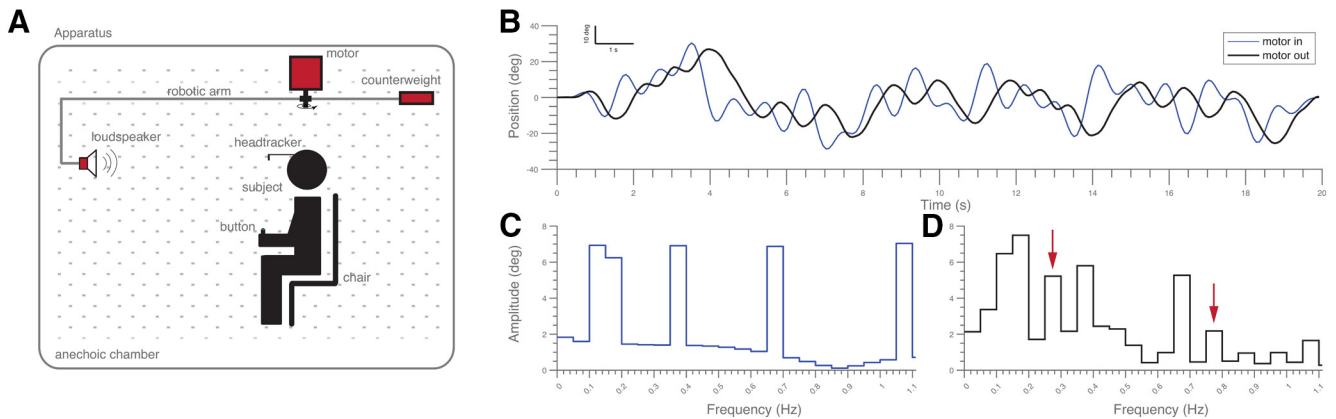 A
Apparatus
motor
counterweight
robotic arm
loudspeaker
headtracker
subject
button
chair
anechoic chamber
B
Position (deg)
40
20
0
-20
-40
10 deg
1 s
motor in
motor out
0 2 4 6 8 10 12 14 16 18 20
Time (s)
C
Amplitude (deg)
8
6
4
2
0
0 0.1 0.2 0.3 0.4 0.5 0.6 0.7 0.8 0.9 1 1.1
Frequency (Hz)
D
8
6
4
2
0
0 0.1 0.2 0.3 0.4 0.5 0.6 0.7 0.8 0.9 1 1.1
Frequency (Hz)